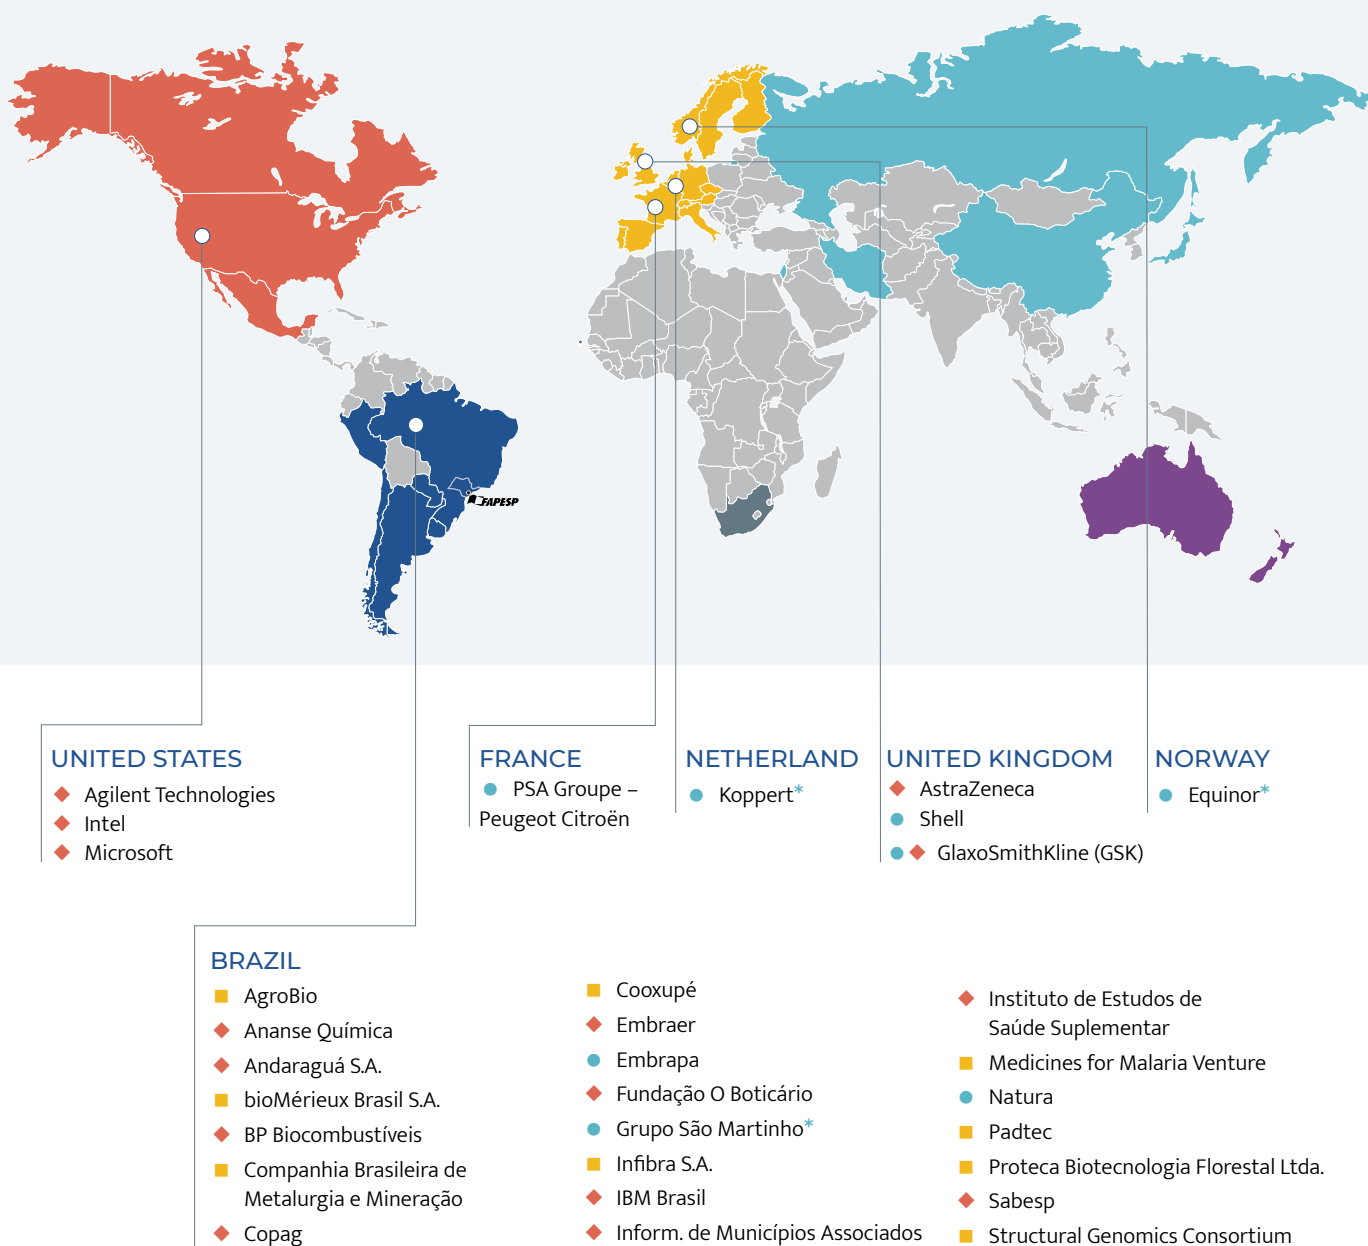 FAPESP
UNITED STATES
Agilent Technologies
Intel
Microsoft
FRANCE
PSA Groupe –
Peugeot Citroën
NETHERLAND
Koppert*
UNITED KINGDOM
AstraZeneca
Shell
GlaxoSmithKline (GSK)
NORWAY
Equinor*
BRAZIL
AgroBio
Ananse Química
Andaraguá S.A.
bioMérieux Brasil S.A.
BP Biocombustíveis
Companhia Brasileira de
Metalurgia e Mineração
Copag
Cooxupé
Embraer
Embrapa
Fundação O Boticário
Grupo São Martinho*
Infibra S.A.
IBM Brasil
Inform. de Municípios Associados
Instituto de Estudos de
Saúde Suplementar
Medicines for Malaria Venture
Natura
Padtec
Proteca Biotecnologia Florestal Ltda.
Sabesp
Structural Genomics Consortium